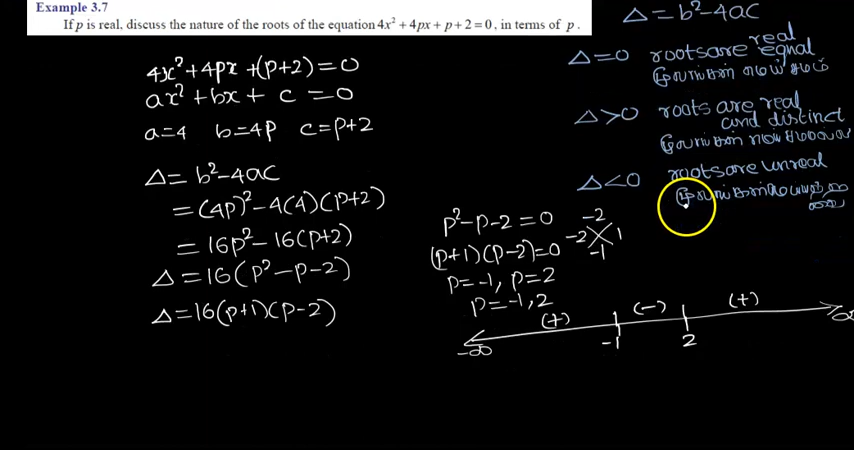 Example 3.7
If p is real, discuss the nature of the roots of the equation 4x² + 4px + p + 2 = 0, in terms of p.
4x²+4px+(p+2)=0
ax²+bx+c=0
a=4 b=4p c=p+2
Δ=b²-4ac
=(4p)²-4(4)(p+2)
=16p²-16(p+2)
Δ=16(p²-p-2)
Δ=16(p+1)(p-2)
p²-p-2=0
(p+1)(p-2)=0
p=-1, p=2
p=-1,2
-2
-2 1
-1
(+) (-) (+)
-∞ -1 2 ∞
Δ=b²-4ac
Δ=0 roots are real equal
Δ>0 roots are real
and distinct
Δ<0 roots are unreal